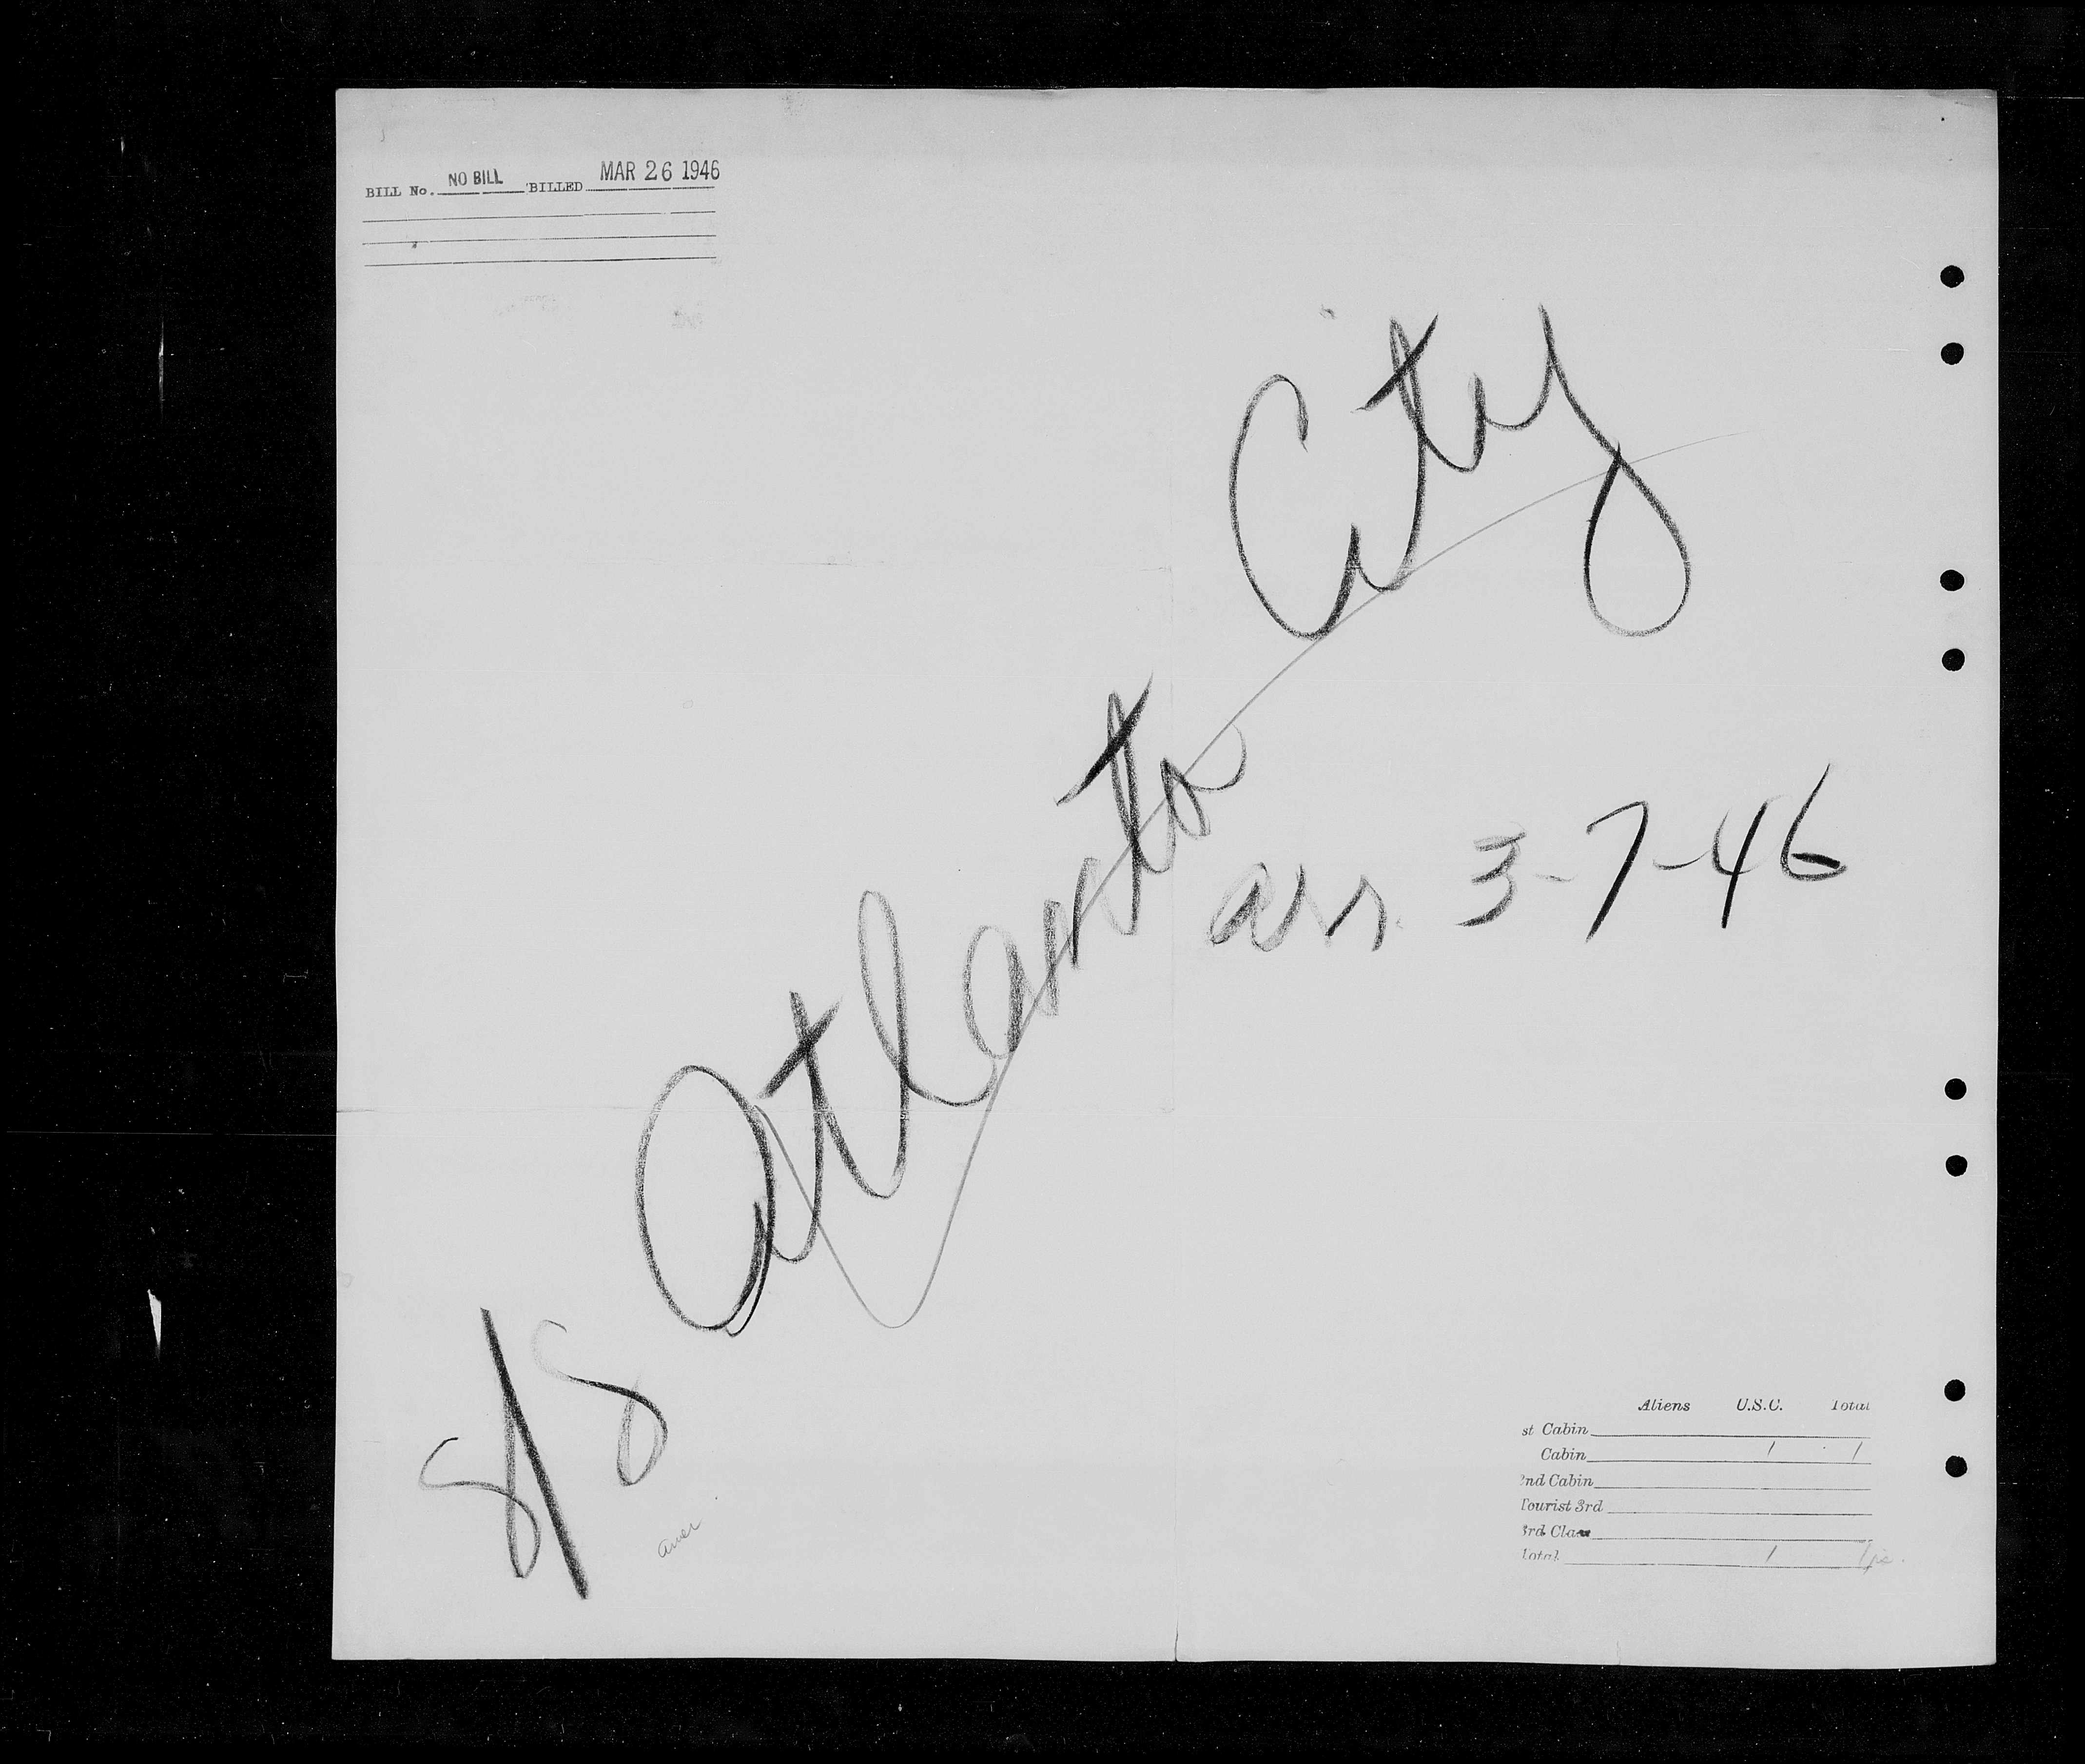 BILL No. NO BILL BILLED MAR 26 1946
S/S Atlanta City
arr. 3-7-46
Amer
Aliens U.S.C. Total
st Cabin
Cabin 1 1
2nd Cabin
Tourist 3rd
3rd Class
Total 1 1